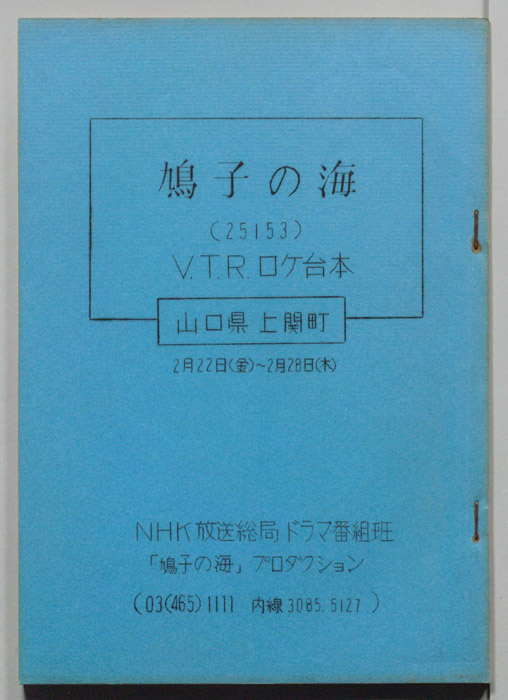 鳩子の海
(25153)
V.T.R.ロケ台本
山口県上関町
2月22日(金)~2月28日(木)
NHK放送総局ドラマ番組班
「鳩子の海」プロダクション
(03(465)1111 内線3085.5127)